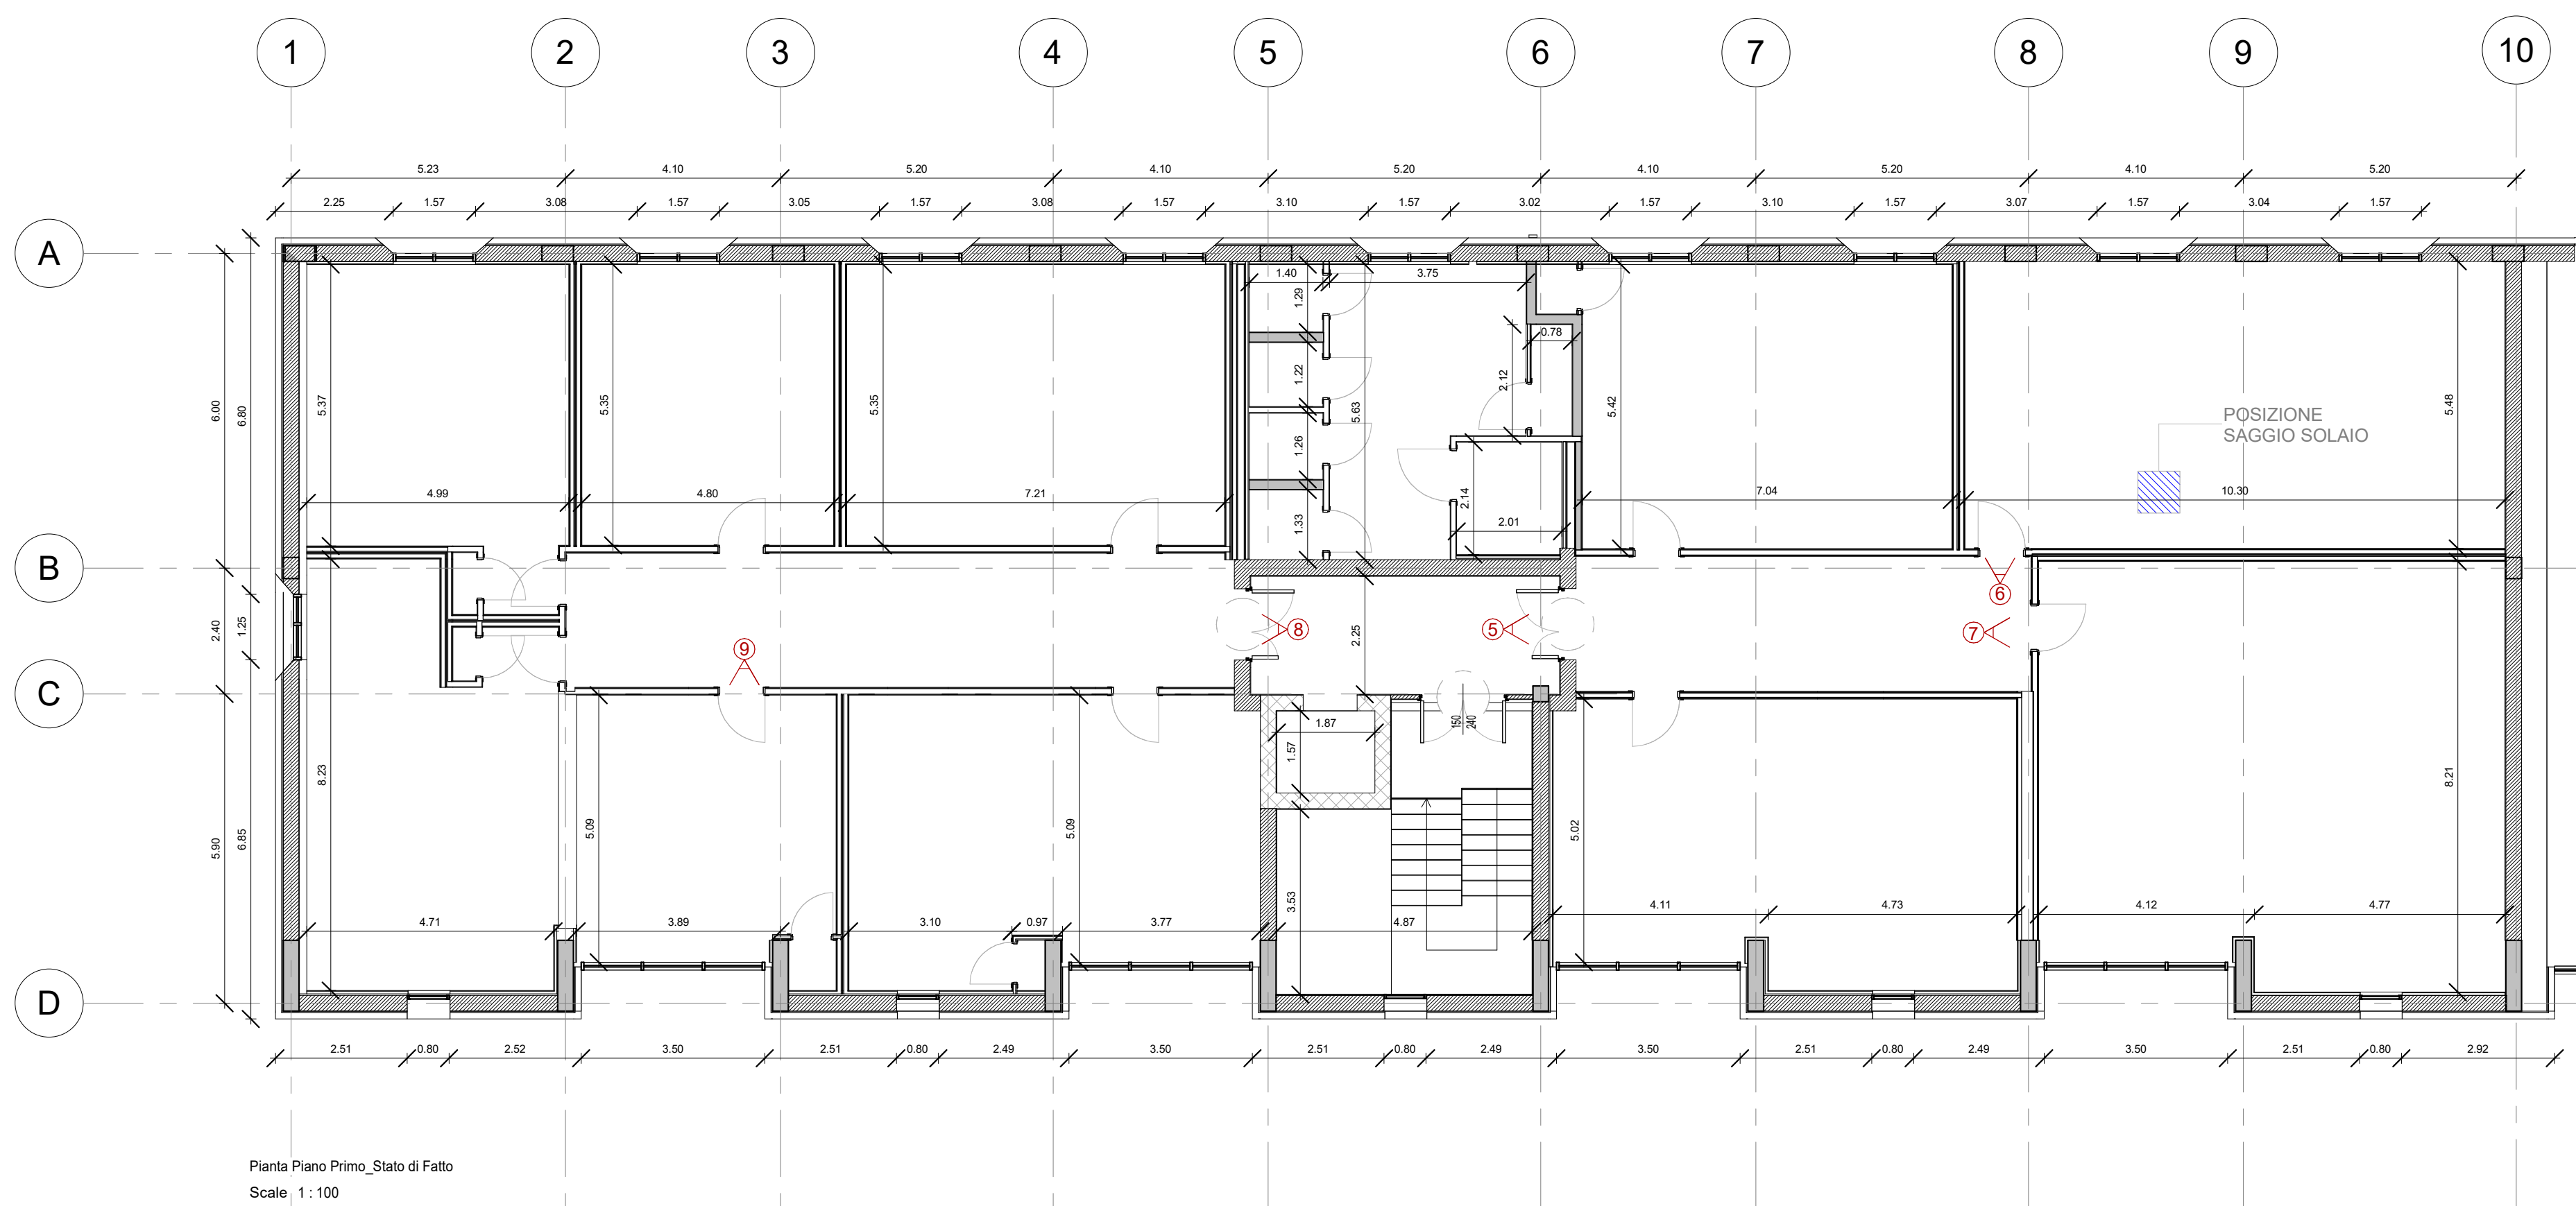 1 2 3 4 5 6 7 8 9 10
5.23 4.10 5.20 4.10 5.20 4.10 5.20 4.10 5.20
2.25 1.57 3.08 1.57 3.05 1.57 3.08 1.57 3.10 1.57 3.02 1.57 3.10 1.57 3.07 1.57 3.04 1.57
A
B
C
D
6.00
2.40
5.90
6.80
1.25
6.85
5.37
5.35
5.35
1.40 3.75
1.29
1.22
1.26
1.33
5.63
0.78
2.12
2.14
2.01
5.42
5.48
POSIZIONE
SAGGIO SOLAIO
4.99 4.80 7.21 7.04 10.30
6
8 5 7
9
2.25
150
240
1.87
1.57
8.23
5.09
5.09
3.53
5.02
8.21
4.71 3.89 3.10 0.97 3.77 4.87 4.11 4.73 4.12 4.77
2.51 0.80 2.52 3.50 2.51 0.80 2.49 3.50 2.51 0.80 2.49 3.50 2.51 0.80 2.49 3.50 2.51 0.80 2.92
Pianta Piano Primo_Stato di Fatto
Scale 1 : 100